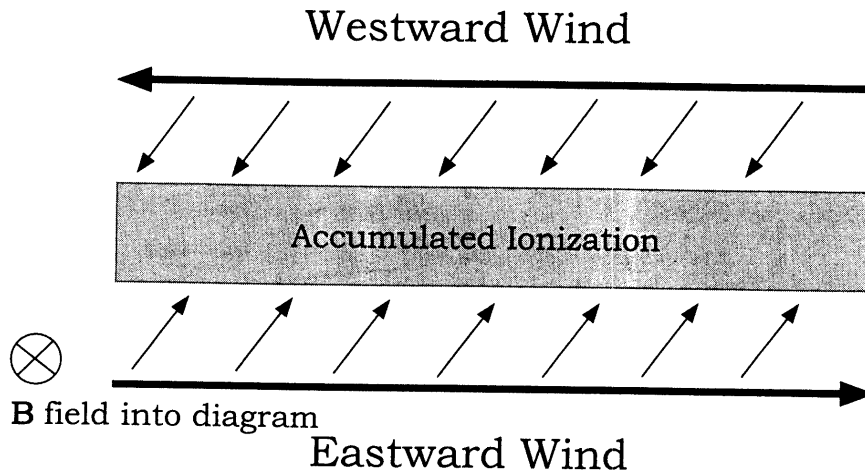 Westward Wind
Accumulated Ionization
B field into diagram
Eastward Wind